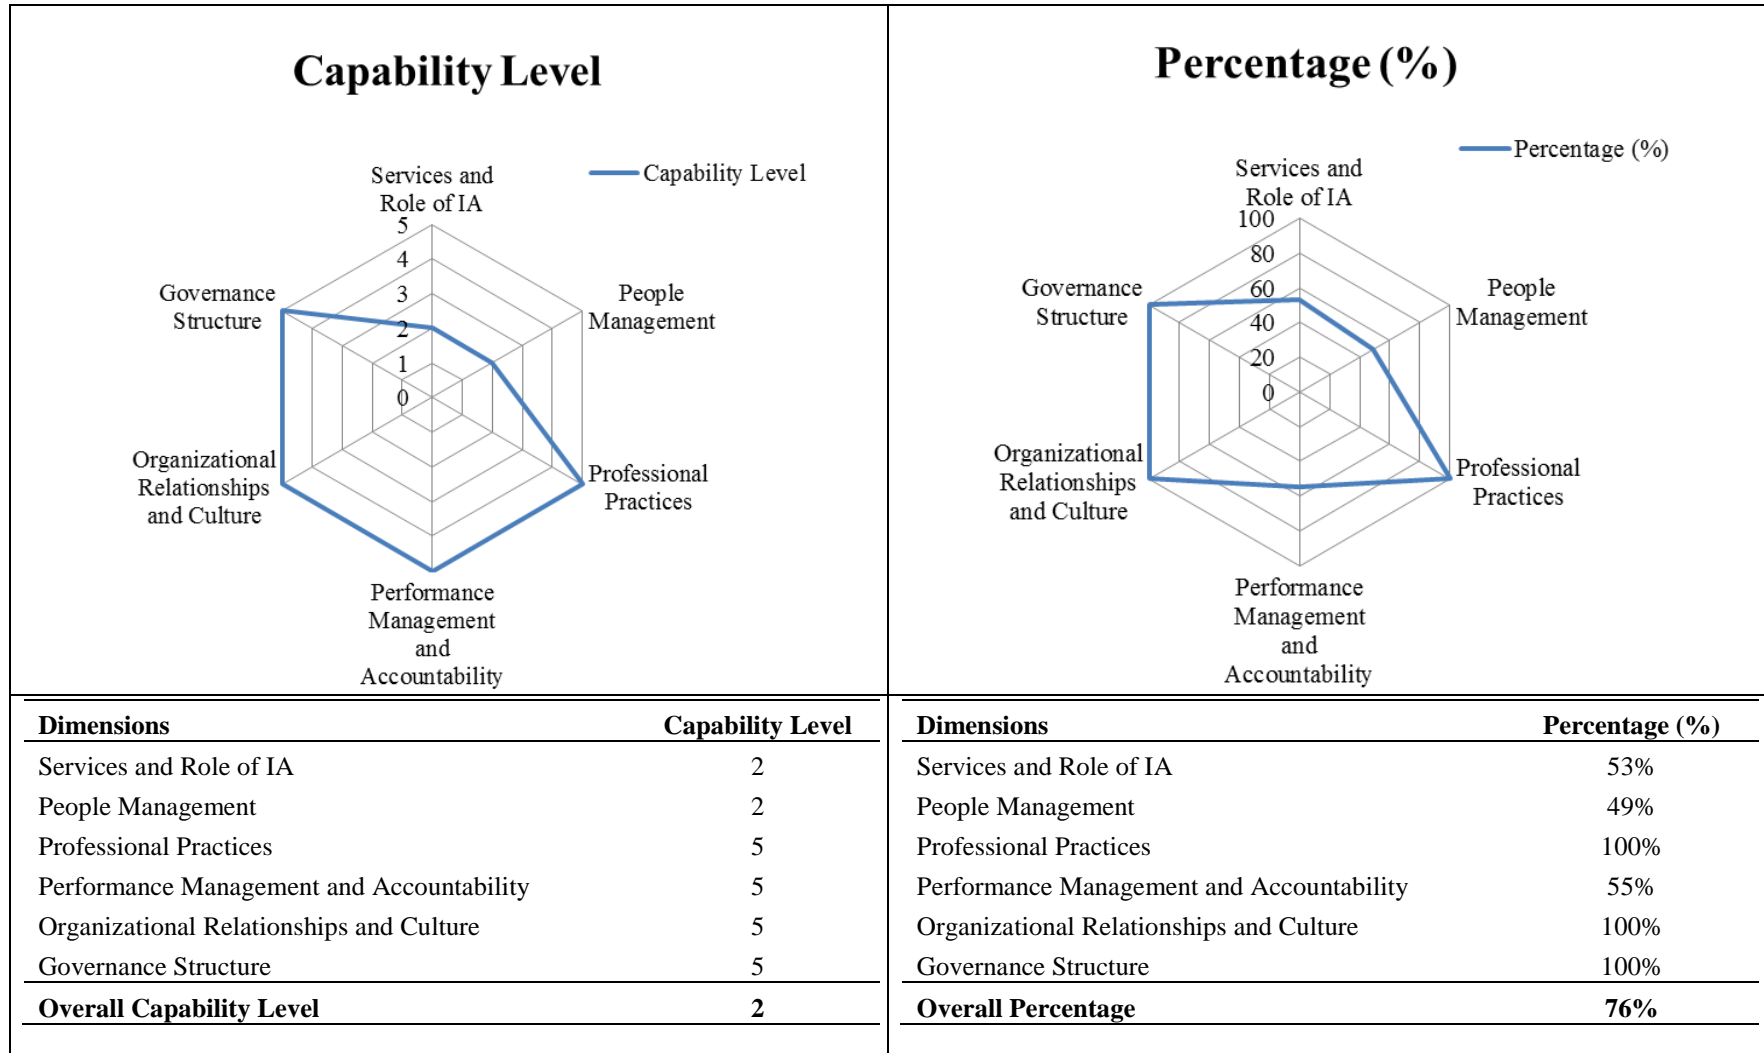 Capability Level
Capability Level
Services and
Role of IA
5
4
3
2
1
0
People
Management
Professional
Practices
Performance
Management
and
Accountability
Organizational
Relationships
and Culture
Governance
Structure
Percentage (%)
Percentage (%)
Services and
Role of IA
100
80
60
40
20
0
People
Management
Professional
Practices
Performance
Management
and
Accountability
Organizational
Relationships
and Culture
Governance
Structure
Dimensions Capability Level
Services and Role of IA 2
People Management 2
Professional Practices 5
Performance Management and Accountability 5
Organizational Relationships and Culture 5
Governance Structure 5
Overall Capability Level 2
Dimensions Percentage (%)
Services and Role of IA 53%
People Management 49%
Professional Practices 100%
Performance Management and Accountability 55%
Organizational Relationships and Culture 100%
Governance Structure 100%
Overall Percentage 76%